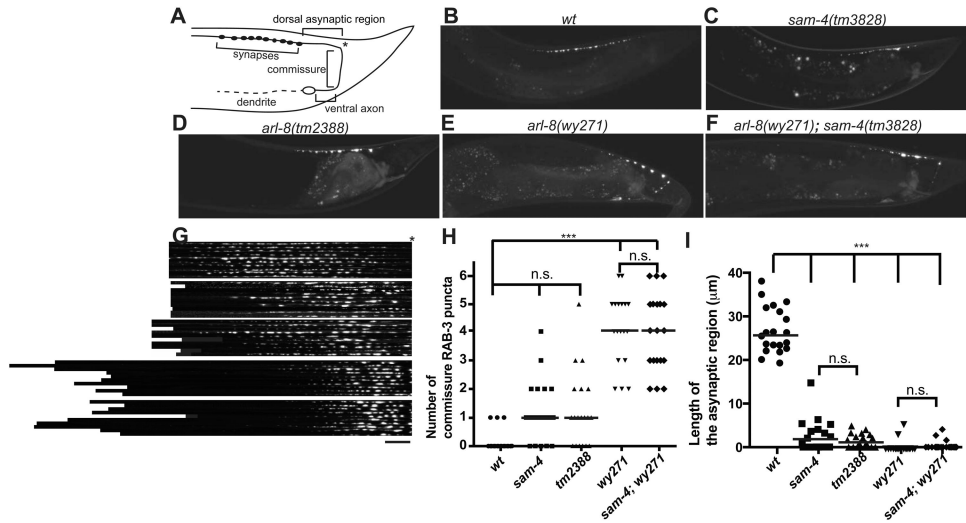 A
dorsal asynaptic region
*
synapses
commissure
dendrite
ventral axon
B
wt
C
sam-4(tm3828)
D
arl-8(tm2388)
E
arl-8(wy271)
F
arl-8(wy271); sam-4(tm3828)
G
*
H
***
n.s.
n.s.
6
5
4
3
2
1
0
Number of
commissure RAB-3 puncta
wt
sam-4
tm2388
wy271
sam-4; wy271
I
***
n.s.
n.s.
40
30
20
10
0
Length of
the asynaptic region (μm)
wt
sam-4
tm2388
wy271
sam-4; wy271